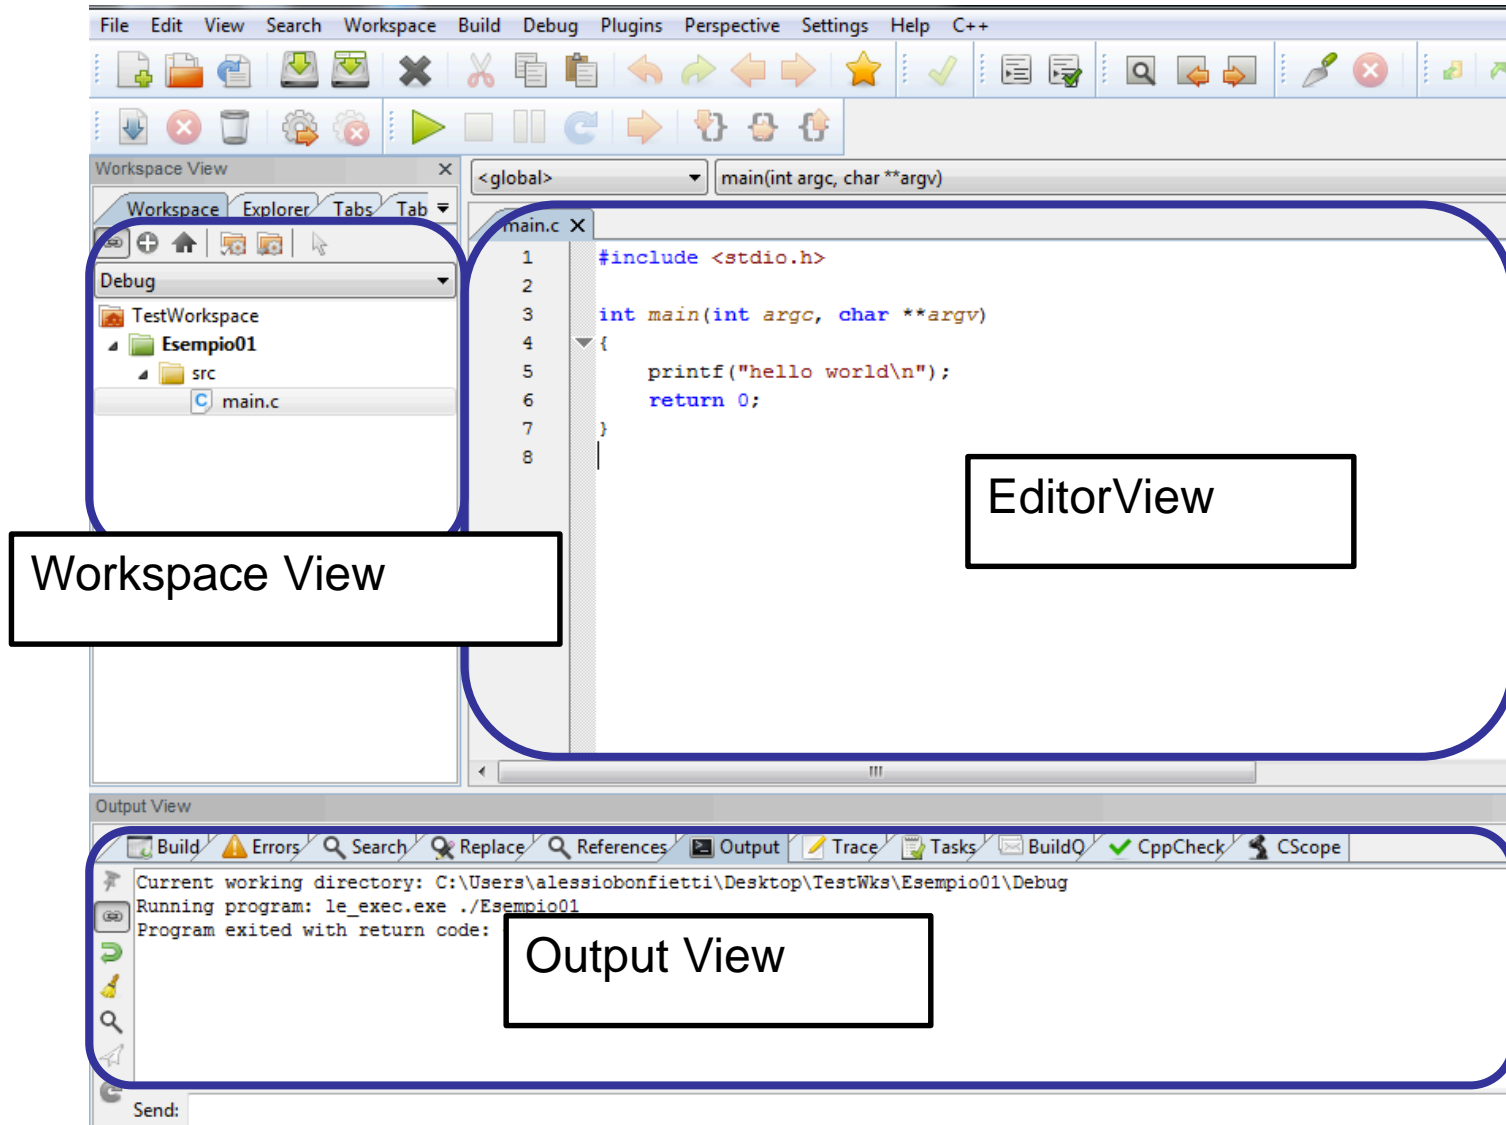 File Edit View Search Workspace Build Debug Plugins Perspective Settings Help C++
Workspace View
<global> main(int argc, char **argv)
Workspace Explorer Tabs Tab
main.c
Debug
TestWorkspace
Esempio01
src
main.c
1 #include <stdio.h>
2
3 int main(int argc, char **argv)
4 {
5 printf("hello world\n");
6 return 0;
7 }
8
EditorView
Workspace View
Output View
Build Errors Search Replace References Output Trace Tasks BuildQ CppCheck CScope
Current working directory: C:\Users\alessiobonfietti\Desktop\TestWks\Esempio01\Debug
Running program: le_exec.exe ./Esempio01
Program exited with return code:
Output View
Send: